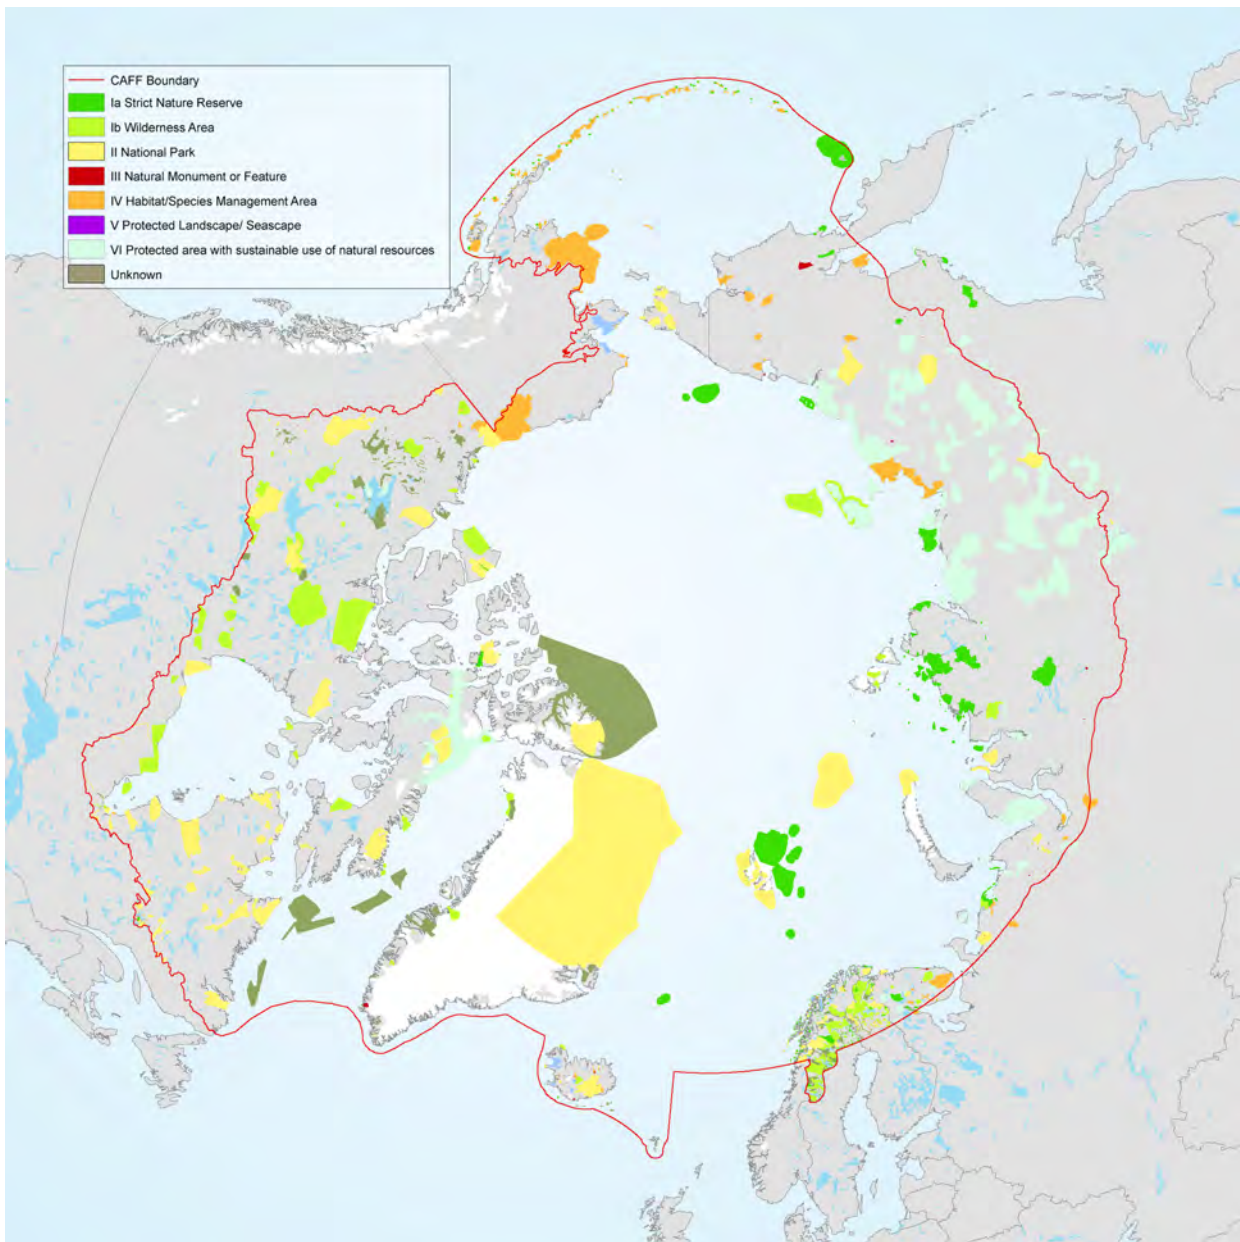 CAFF Boundary
Ia Strict Nature Reserve
Ib Wilderness Area
II National Park
III Natural Monument or Feature
IV Habitat/Species Management Area
V Protected Landscape/ Seascape
VI Protected area with sustainable use of natural resources
Unknown